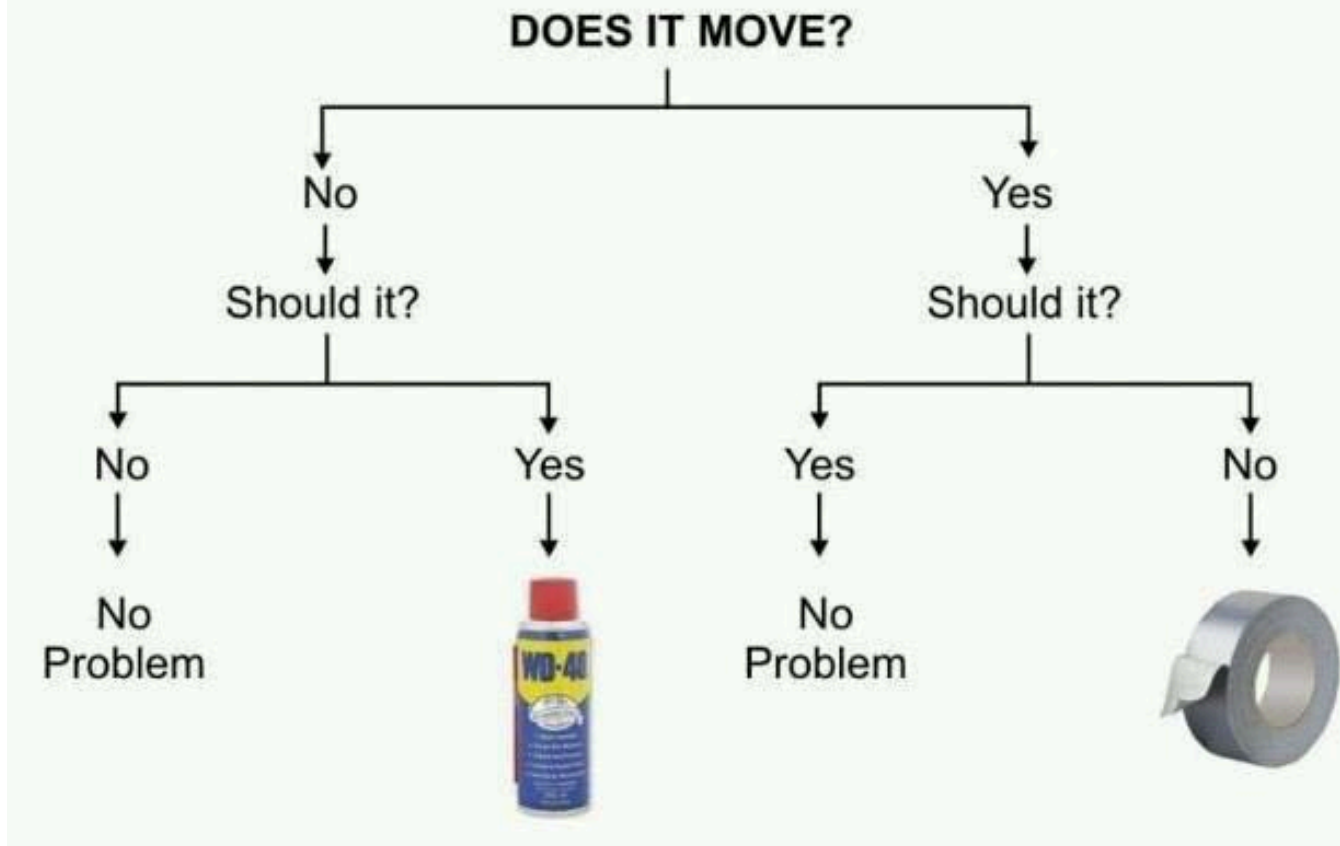 DOES IT MOVE?
No
Yes
Should it?
Should it?
No
Yes
Yes
No
No
Problem
No
Problem
WD-40